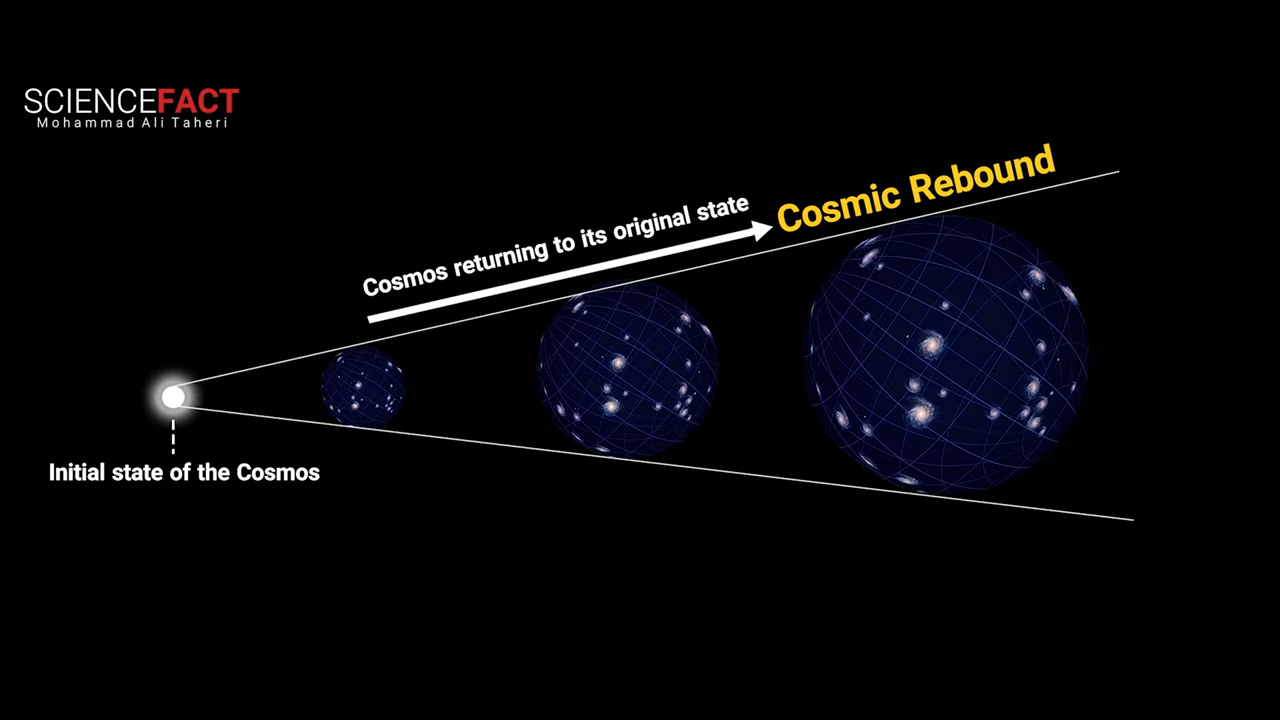 SCIENCEFACT
Mohammad Ali Taheri
Cosmic Rebound
Cosmos returning to its original state
Initial state of the Cosmos